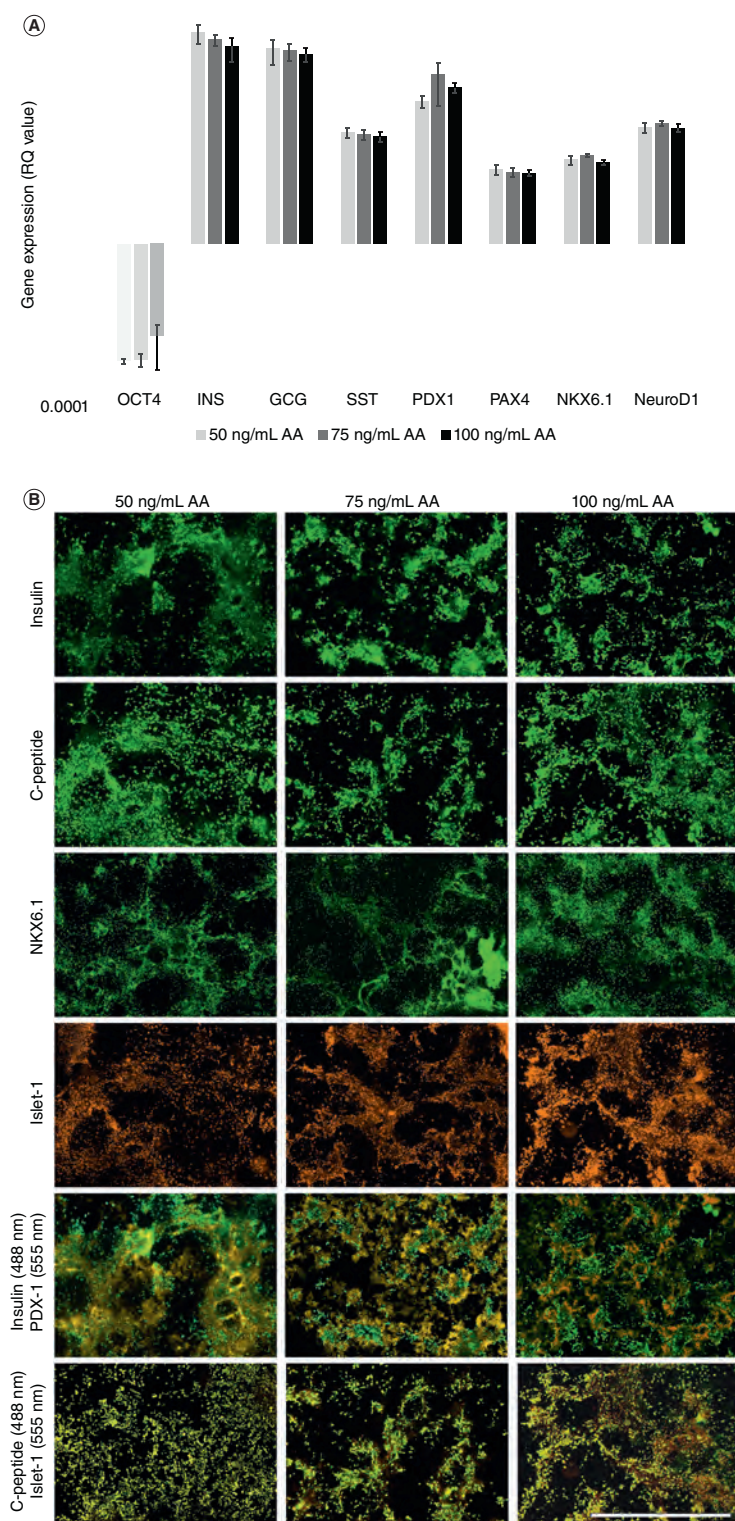 A
Gene expression (RQ value)
0.0001
OCT4 INS GCG SST PDX1 PAX4 NKX6.1 NeuroD1
50 ng/mL AA 75 ng/mL AA 100 ng/mL AA
B
50 ng/mL AA 75 ng/mL AA 100 ng/mL AA
Insulin
C-peptide
NKX6.1
Islet-1
Insulin (488 nm)
PDX-1 (555 nm)
C-peptide (488 nm)
Islet-1 (555 nm)